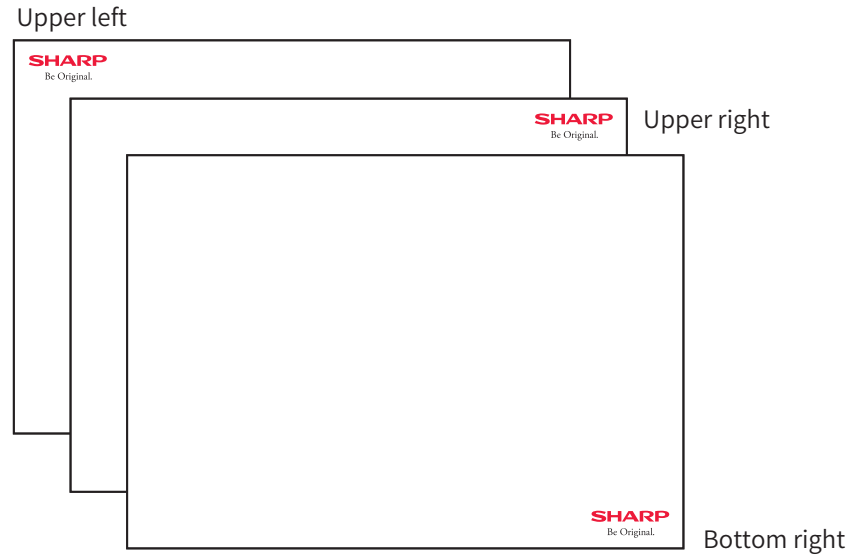 Upper left
SHARP
Be Original.
SHARP
Be Original.
Upper right
SHARP
Be Original.
Bottom right